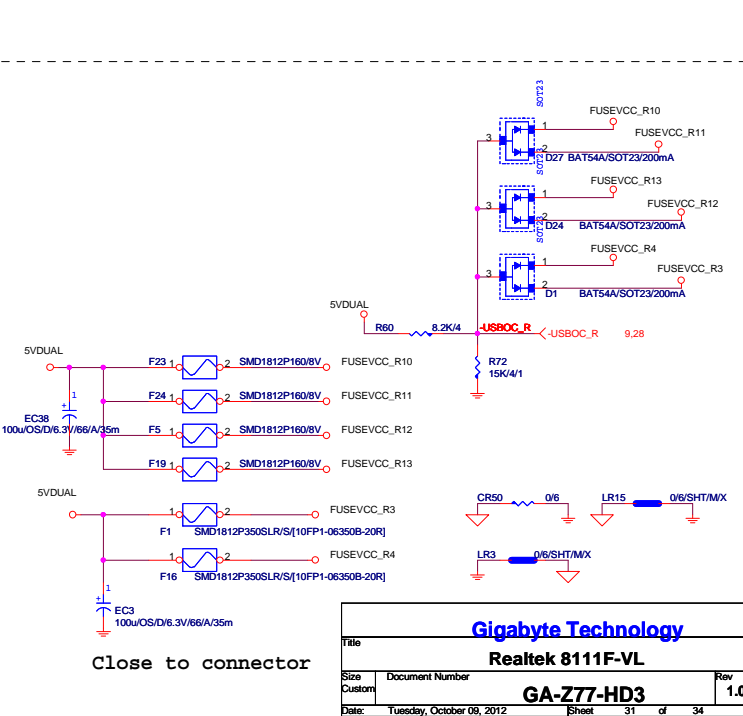 SOT23
FUSEVCC_R10
1
FUSEVCC_R11
3
2
D27 BAT54A/SOT23/200mA
SOT23
FUSEVCC_R13
1
FUSEVCC_R12
3
2
D24 BAT54A/SOT23/200mA
SOT23
FUSEVCC_R4
1
FUSEVCC_R3
3
2
D1 BAT54A/SOT23/200mA
5VDUAL
R60 8.2K/4 -USBOC_R
-USBOC_R 9,28
R72
15K/4/1
5VDUAL
F23 1 2 SMD1812P160/8V FUSEVCC_R10
1
EC38
100u/OS/D/6.3V/66/A/35m
+
F24 1 2 SMD1812P160/8V FUSEVCC_R11
F5 1 2 SMD1812P160/8V FUSEVCC_R12
F19 1 2 SMD1812P160/8V FUSEVCC_R13
5VDUAL
1 2 FUSEVCC_R3
F1 SMD1812P350SLR/S/[10FP1-06350B-20R]
1 2 FUSEVCC_R4
F16 SMD1812P350SLR/S/[10FP1-06350B-20R]
1
+
EC3
100u/OS/D/6.3V/66/A/35m
CR50 0/6
LR15 0/6/SHT/M/X
LR3 0/6/SHT/M/X
Close to connector
Gigabyte Technology
Title
Realtek 8111F-VL
Size Document Number Rev
Custom GA-Z77-HD3 1.0
Date: Tuesday, October 09, 2012 Sheet 31 of 34